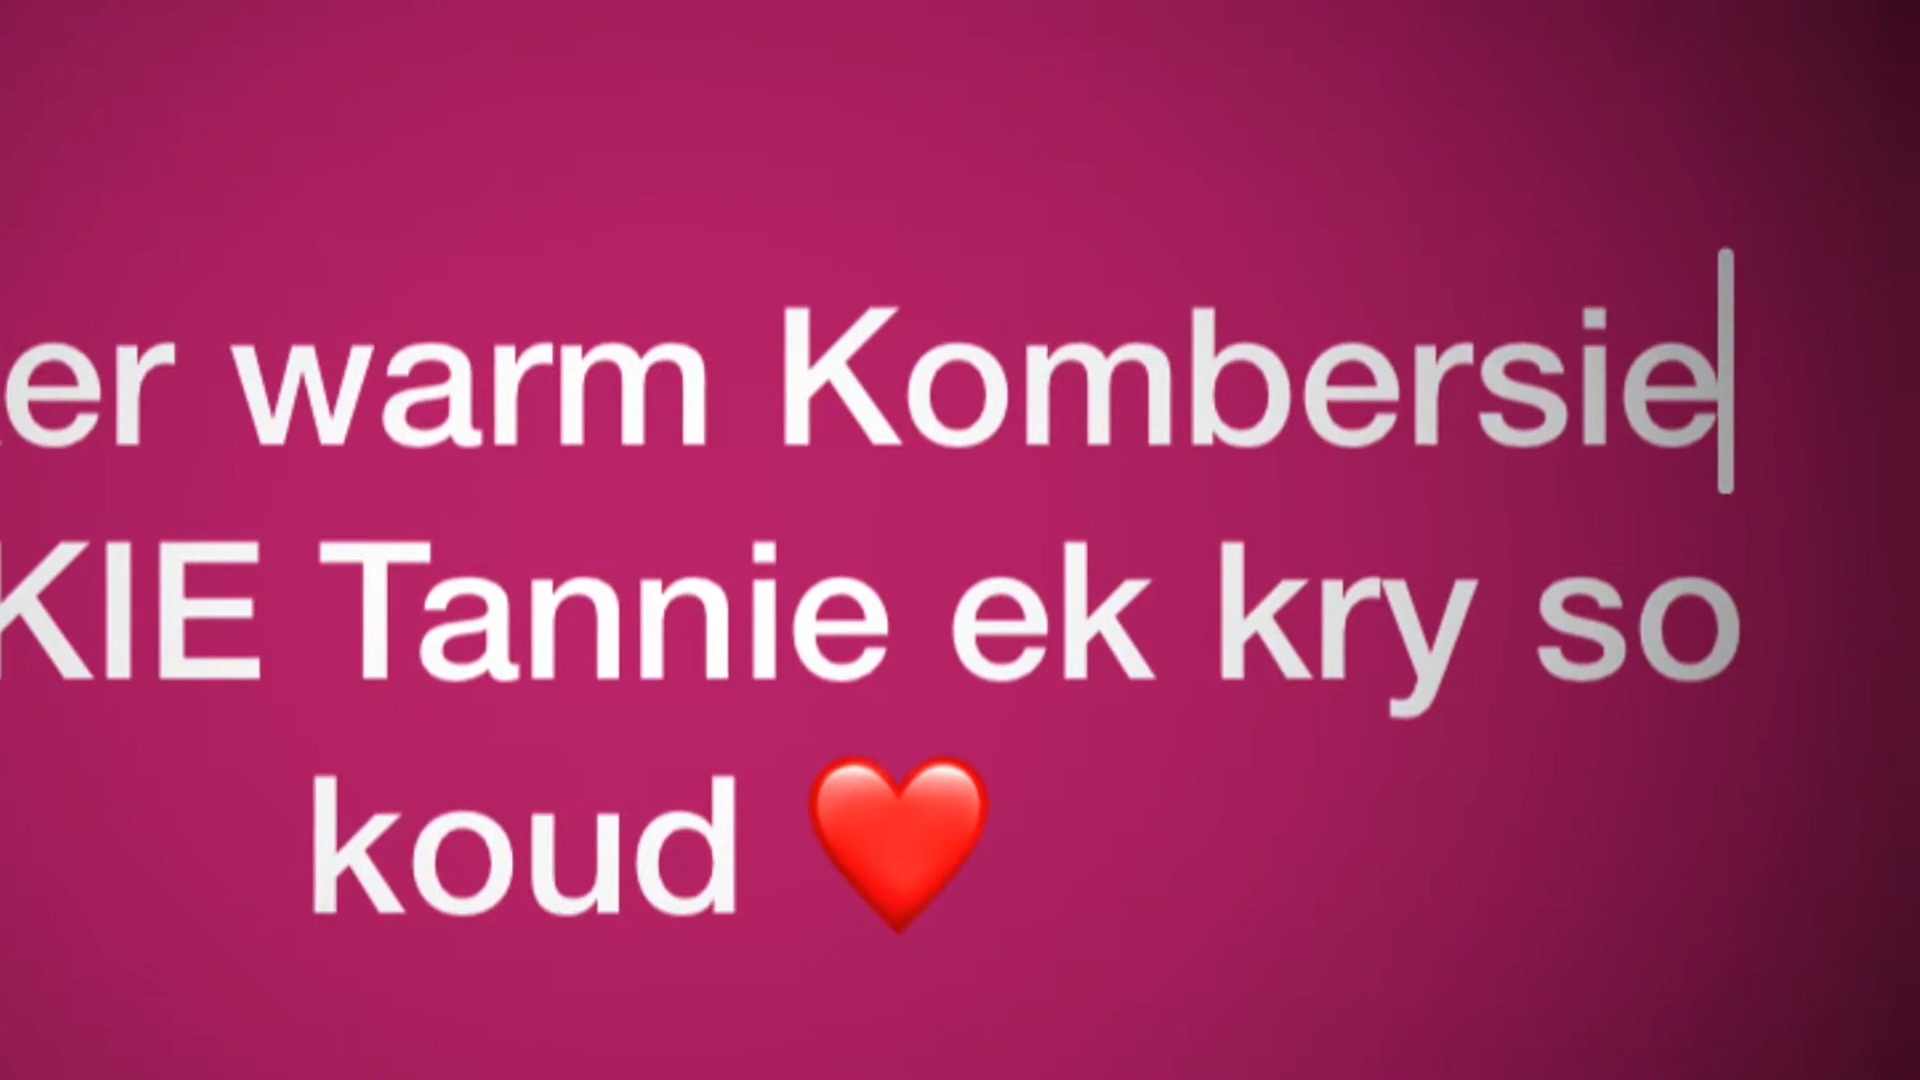 er warm Kombersie
KIE Tannie ek kry so
koud ❤️